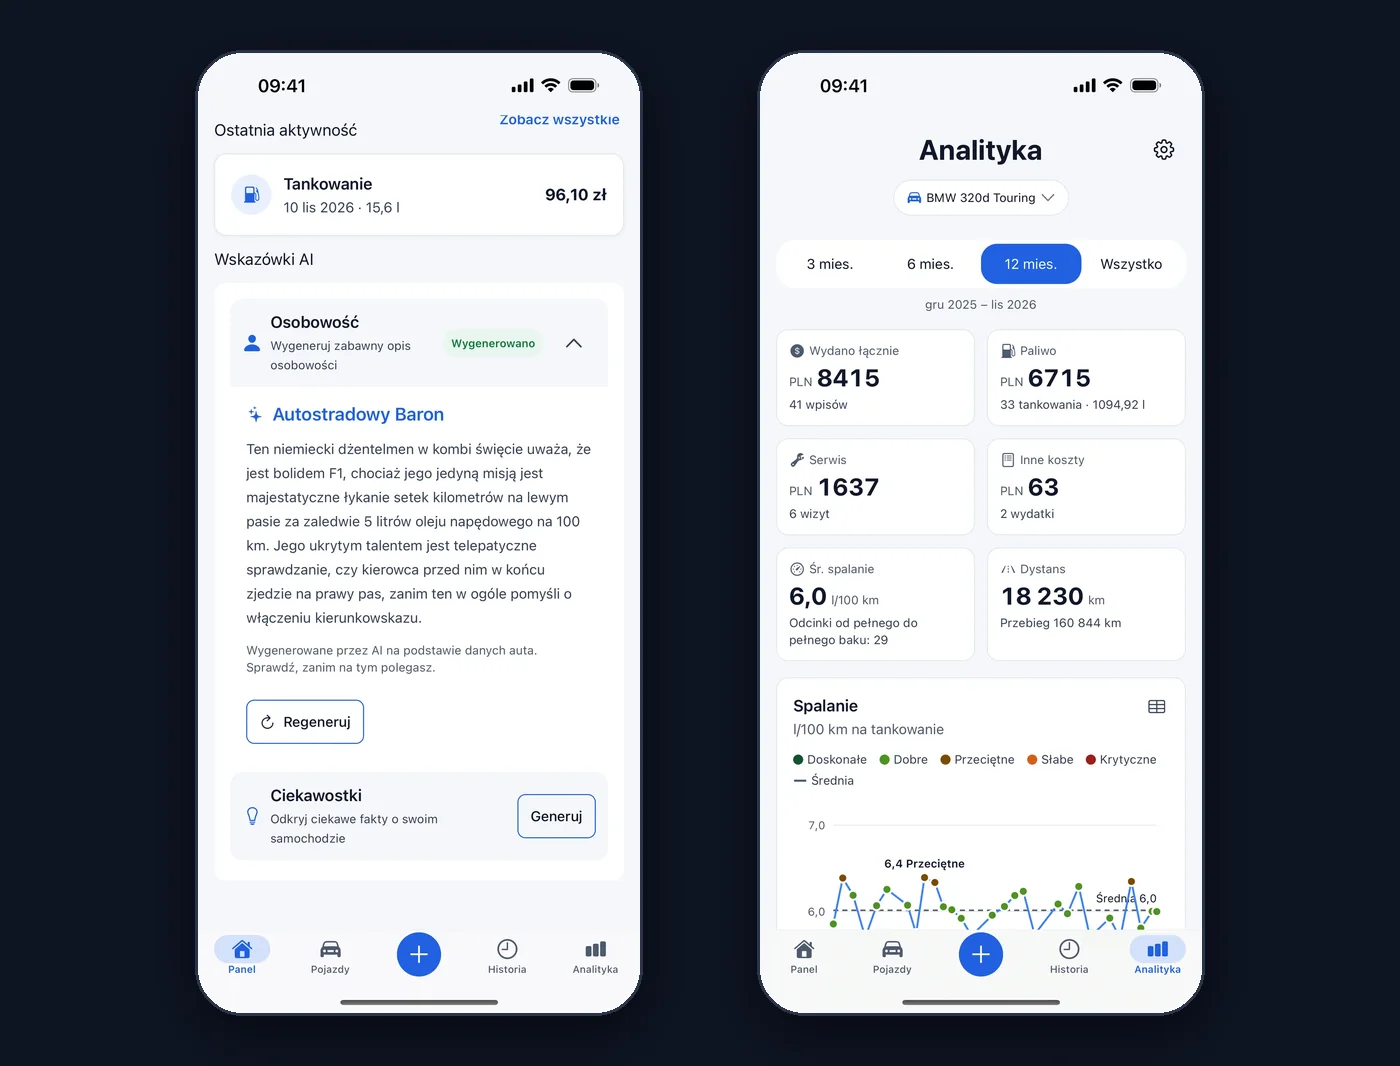 09:41
Ostatnia aktywność
Zobacz wszystkie
Tankowanie
10 lis 2026 · 15,6 l
96,10 zł
Wskazówki AI
Osobowość
Wygeneruj zabawny opis
osobowości
Wygenerowano
Autostradowy Baron
Ten niemiecki dżentelmen w kombi święcie uważa, że
jest bolidem F1, chociaż jego jedyną misją jest
majestatyczne łykanie setek kilometrów na lewym
pasie za zaledwie 5 litrów oleju napędowego na 100
km. Jego ukrytym talentem jest telepatyczne
sprawdzanie, czy kierowca przed nim w końcu
zjedzie na prawy pas, zanim ten w ogóle pomyśli o
włączeniu kierunkowskazu.
Wygenerowane przez AI na podstawie danych auta.
Sprawdź, zanim na tym polegasz.
Regeneruj
Ciekawostki
Odkryj ciekawe fakty o swoim
samochodzie
Generuj
Panel
Pojazdy
Historia
Analityka
09:41
Analityka
BMW 320d Touring
3 mies.
6 mies.
12 mies.
Wszystko
gru 2025 – lis 2026
Wydano łącznie
PLN 8415
41 wpisów
Paliwo
PLN 6715
33 tankowania · 1094,92 l
Serwis
PLN 1637
6 wizyt
Inne koszty
PLN 63
2 wydatki
Śr. spalanie
6,0 l/100 km
Odcinki od pełnego do
pełnego baku: 29
Dystans
18 230 km
Przebieg 160 844 km
Spalanie
l/100 km na tankowanie
Doskonałe
Dobre
Przeciętne
Słabe
Krytyczne
Średnia
7,0
6,4 Przeciętne
Średnia 6,0
6,0
Panel
Pojazdy
Historia
Analityka